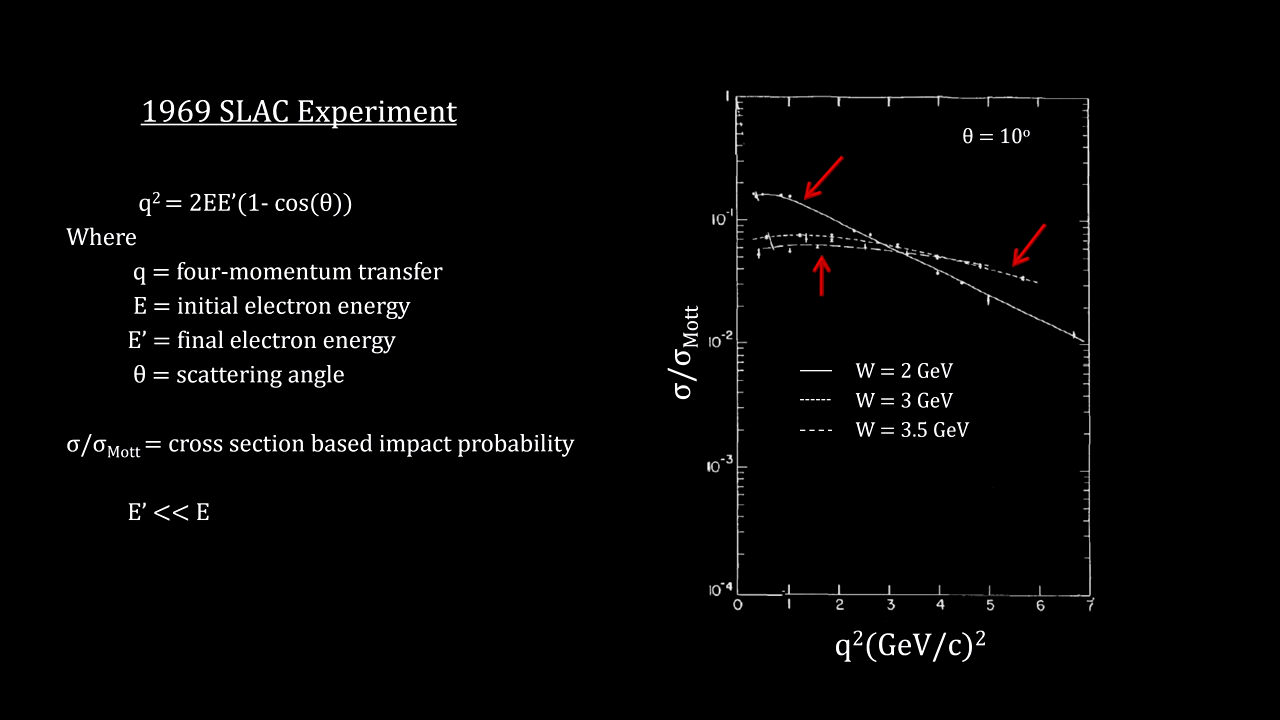 1969 SLAC Experiment
q² = 2EE’(1- cos(θ))
Where
q = four-momentum transfer
E = initial electron energy
E’ = final electron energy
θ = scattering angle
σ/σMott = cross section based impact probability
E’ << E
θ = 10º
1
10⁻¹
10⁻²
10⁻³
10⁻⁴
σ/σMott
W = 2 GeV
W = 3 GeV
W = 3.5 GeV
0 1 2 3 4 5 6 7
q²(GeV/c)²